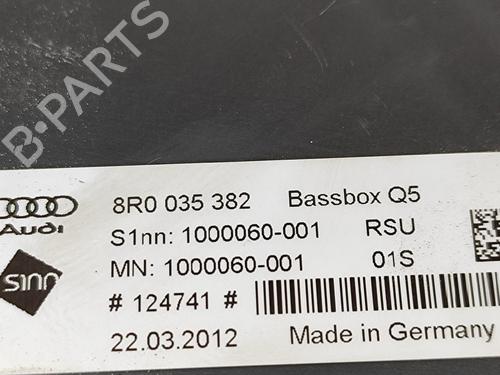 B-PARTS
Audi
8R0 035 382 Bassbox Q5
S1nn: 1000060-001 RSU
s1nn
MN: 1000060-001 01S
# 124741 #
22.03.2012 Made in Germany